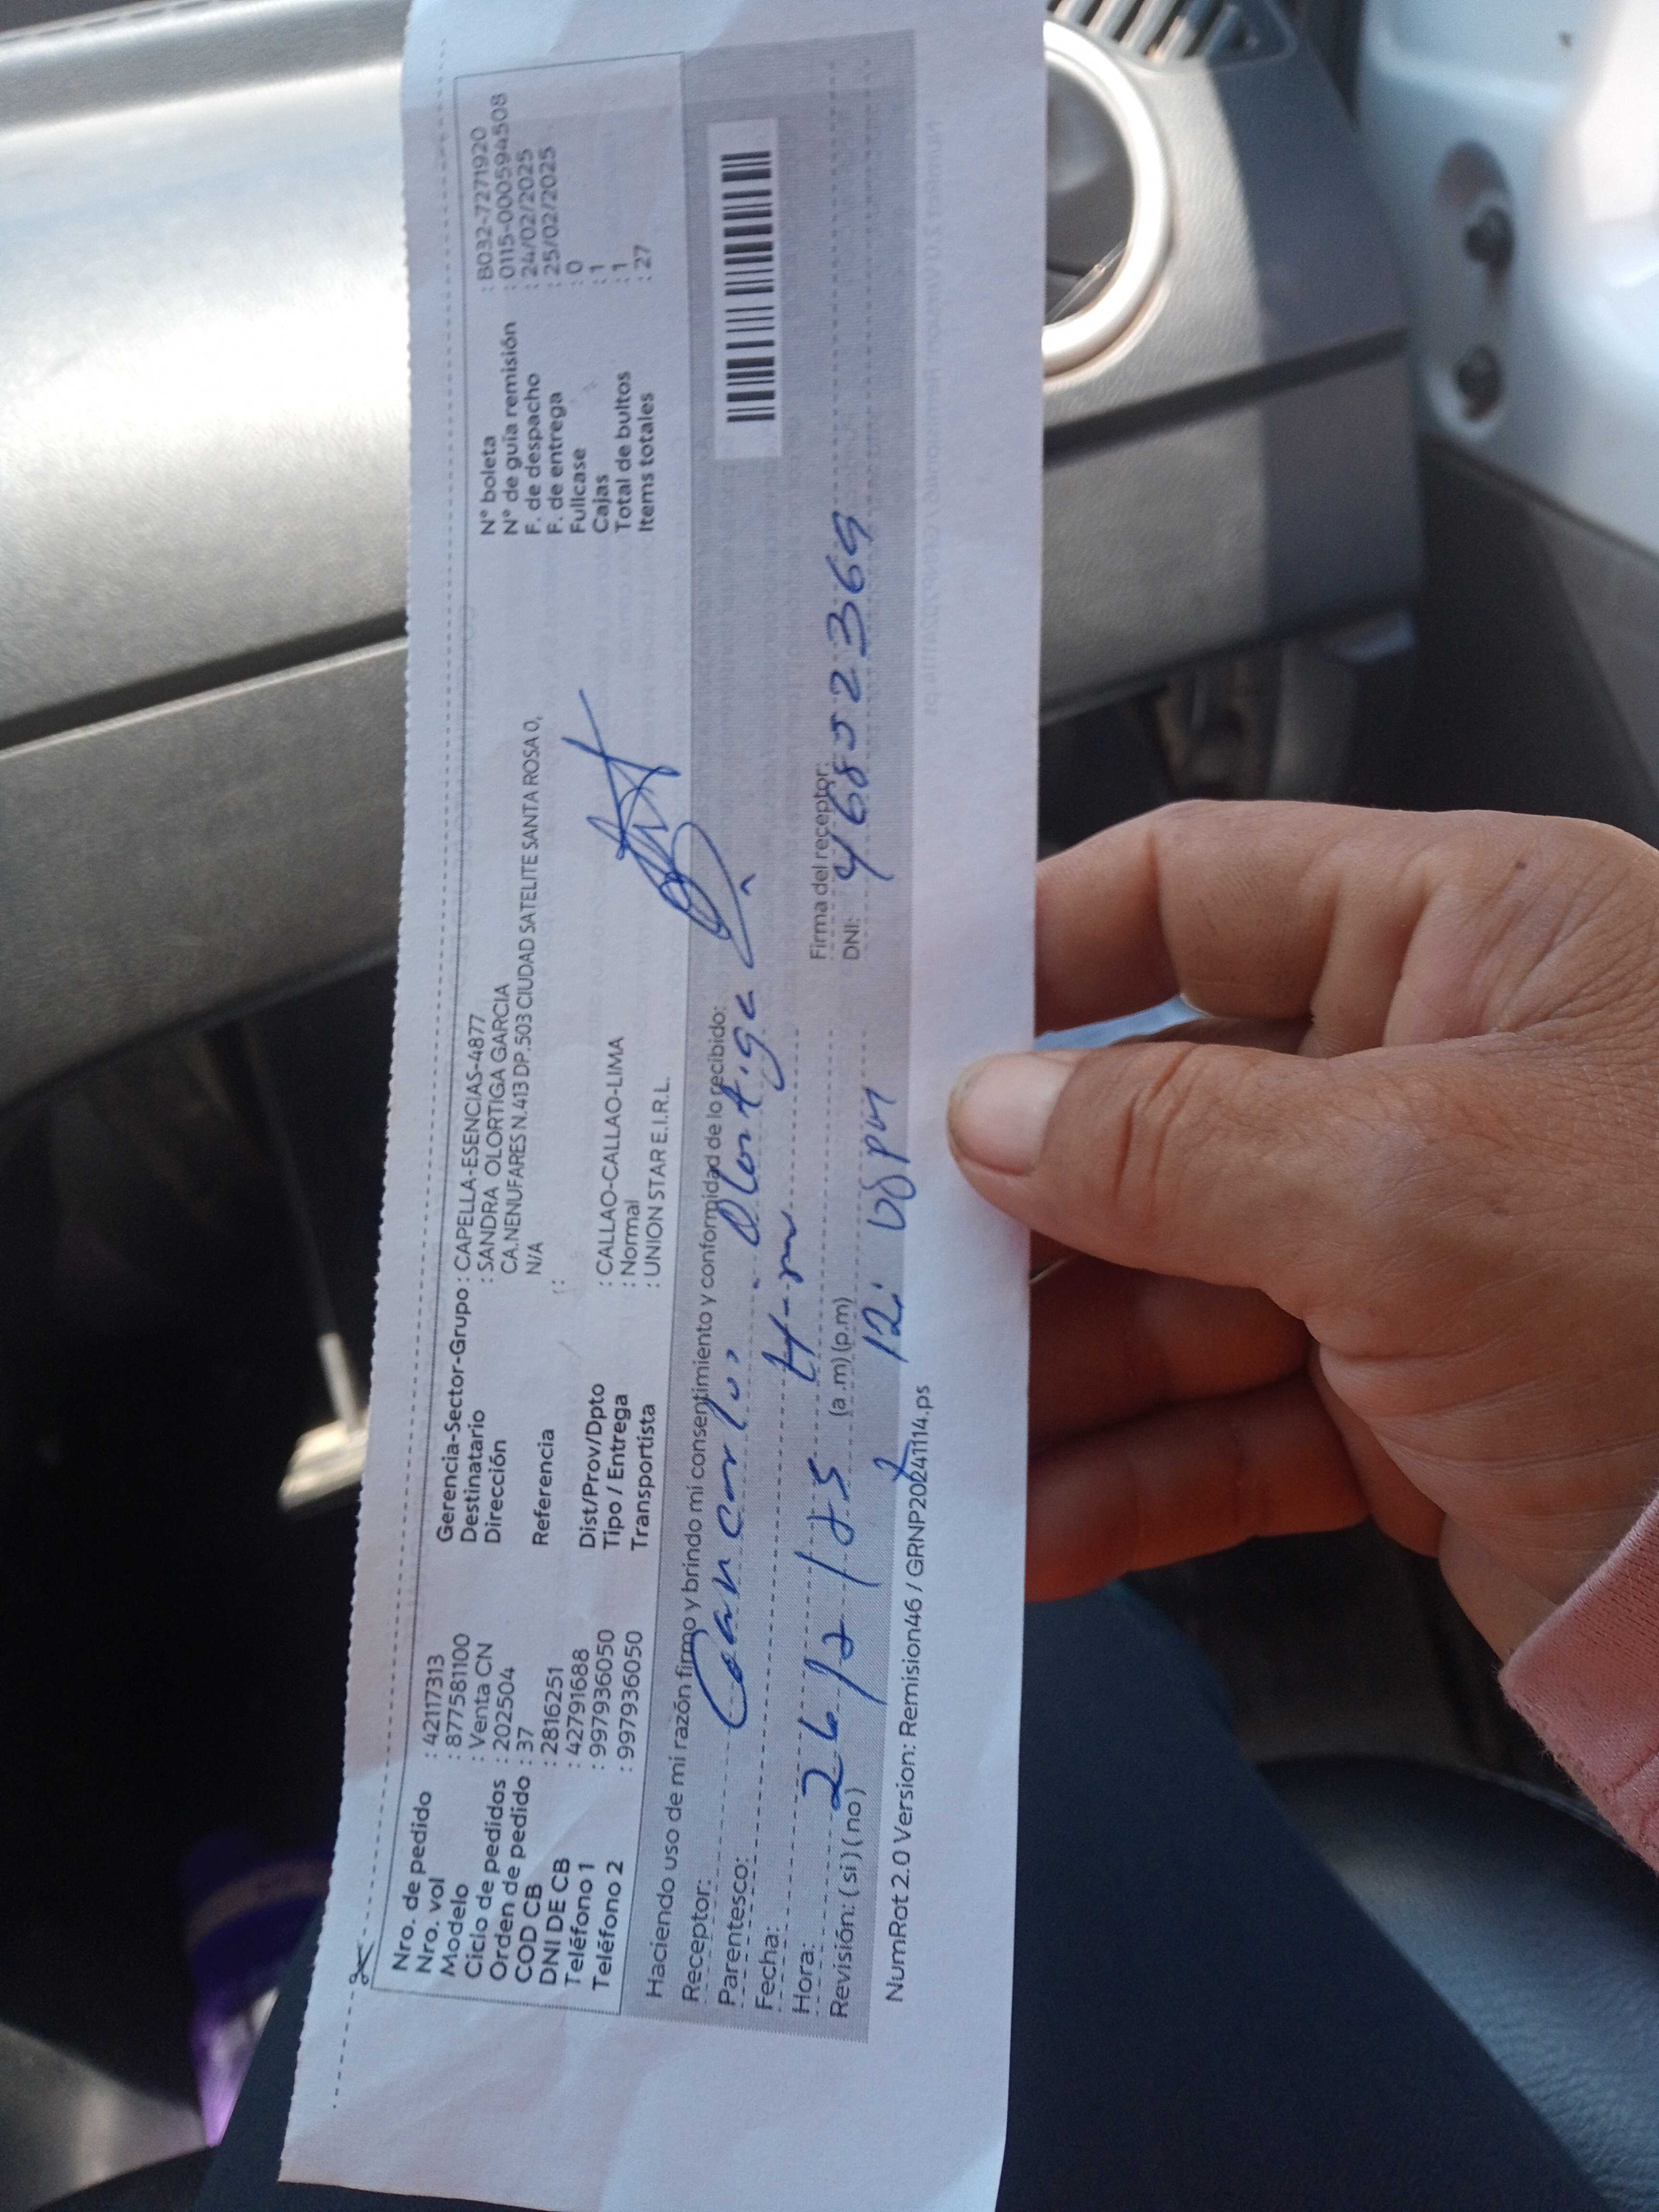 Nro. de pedido : 42117313
Nro. vol : 877581100
Modelo : Venta CN
Ciclo de pedidos : 202504
Orden de pedido : 37
COD CB : 2816251
DNI DE CB : 42791688
Teléfono 1 : 997936050
Teléfono 2 : 997936050
Gerencia-Sector-Grupo : CAPELLA-ESENCIAS-4877
Destinatario : SANDRA OLORTIGA GARCIA
Dirección CA.NENUFARES N.413 DP.503 CIUDAD SATELITE SANTA ROSA 0,
N/A
Referencia :
Dist/Prov/Dpto : CALLAO-CALLAO-LIMA
Tipo / Entrega : Normal
Transportista : UNION STAR E.I.R.L.
N° boleta : B032-7271920
N° de guía remisión : 0115-000594508
F. de despacho : 24/02/2025
F. de entrega : 25/02/2025
Fullcase : 0
Cajas : 1
Total de bultos : 1
Items totales : 27
Haciendo uso de mi razón firmo y brindo mi consentimiento y conformidad de lo recibido:
Receptor: Olortiga
Parentesco:
Fecha: 26/2/25
Hora: (a.m) (p.m)
Revisión: (si) (no) 12:
Firma del receptor:
DNI: 46852369
NumRot 2.0 Version: Remision46 / GRNP20241114.ps